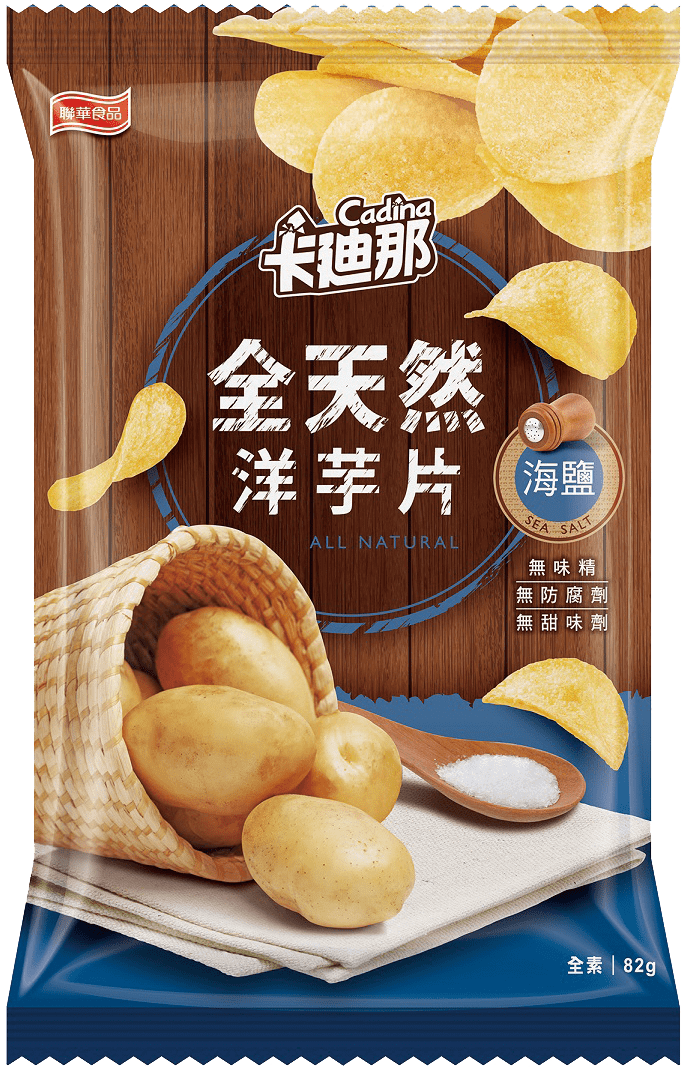 聯華食品
Cadina
卡迪那
全天然
洋芋片
ALL NATURAL
海鹽
SEA SALT
無味精
無防腐劑
無甜味劑
全素 | 82g